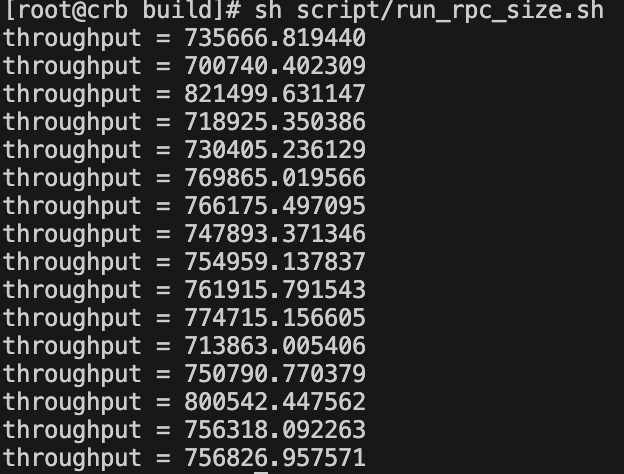 [root@crb build]# sh script/run_rpc_size.sh
throughput = 735666.819440
throughput = 700740.402309
throughput = 821499.631147
throughput = 718925.350386
throughput = 730405.236129
throughput = 769865.019566
throughput = 766175.497095
throughput = 747893.371346
throughput = 754959.137837
throughput = 761915.791543
throughput = 774715.156605
throughput = 713863.005406
throughput = 750790.770379
throughput = 800542.447562
throughput = 756318.092263
throughput = 756826.957571